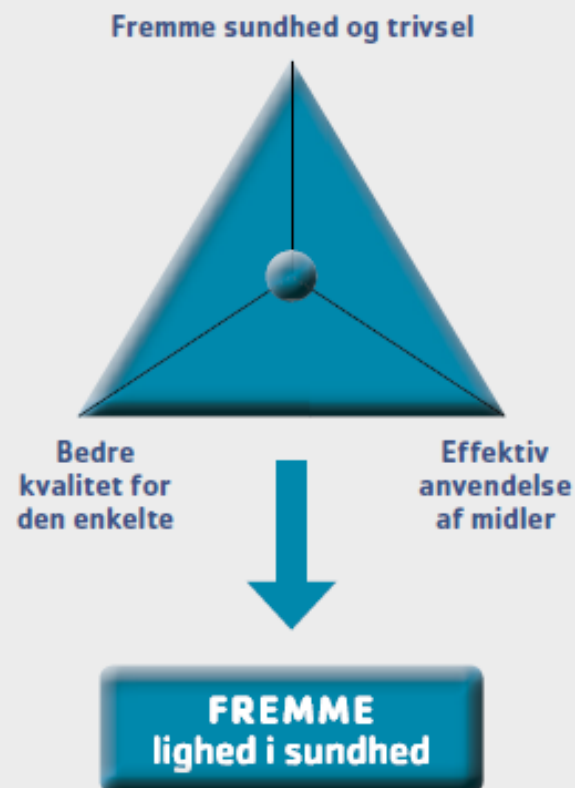 Fremme sundhed og trivsel
Bedre
kvalitet for
den enkelte
Effektiv
anvendelse
af midler
FREMME
lighed i sundhed